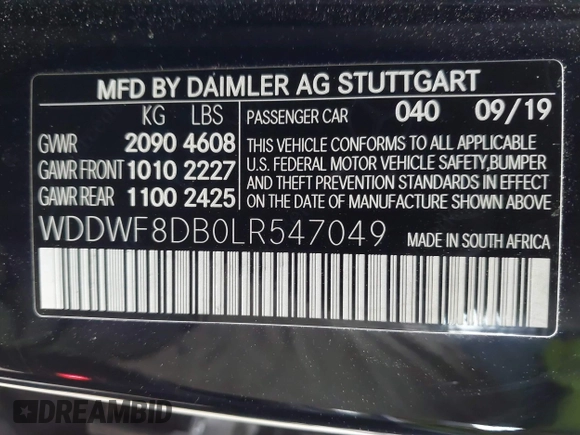 MFD BY DAIMLER AG STUTTGART
KG LBS
GVWR 2090 4608
GAWR FRONT 1010 2227
GAWR REAR 1100 2425
PASSENGER CAR 040 09/19
THIS VEHICLE CONFORMS TO ALL APPLICABLE
U.S. FEDERAL MOTOR VEHICLE SAFETY,BUMPER
AND THEFT PREVENTION STANDARDS IN EFFECT
ON THE DATE OF MANUFACTURE SHOWN ABOVE
WDDWF8DB0LR547049 MADE IN SOUTH AFRICA
DREAMBID